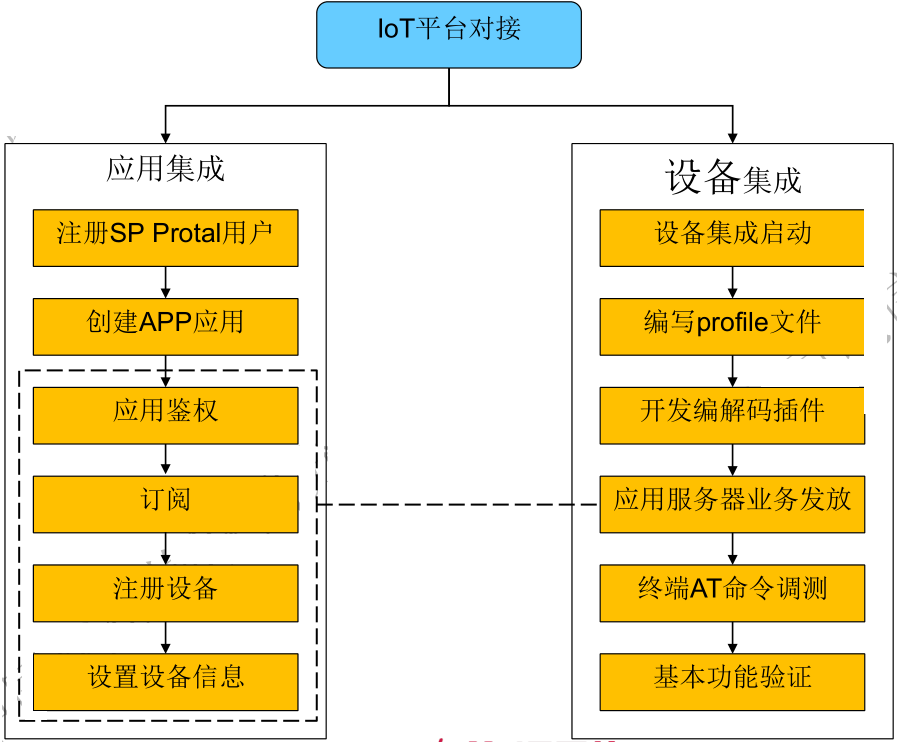 IoT平台对接
应用集成
注册SP Protal用户
创建APP应用
应用鉴权
订阅
注册设备
设置设备信息
设备集成
设备集成启动
编写profile文件
开发编解码插件
应用服务器业务发放
终端AT命令调测
基本功能验证